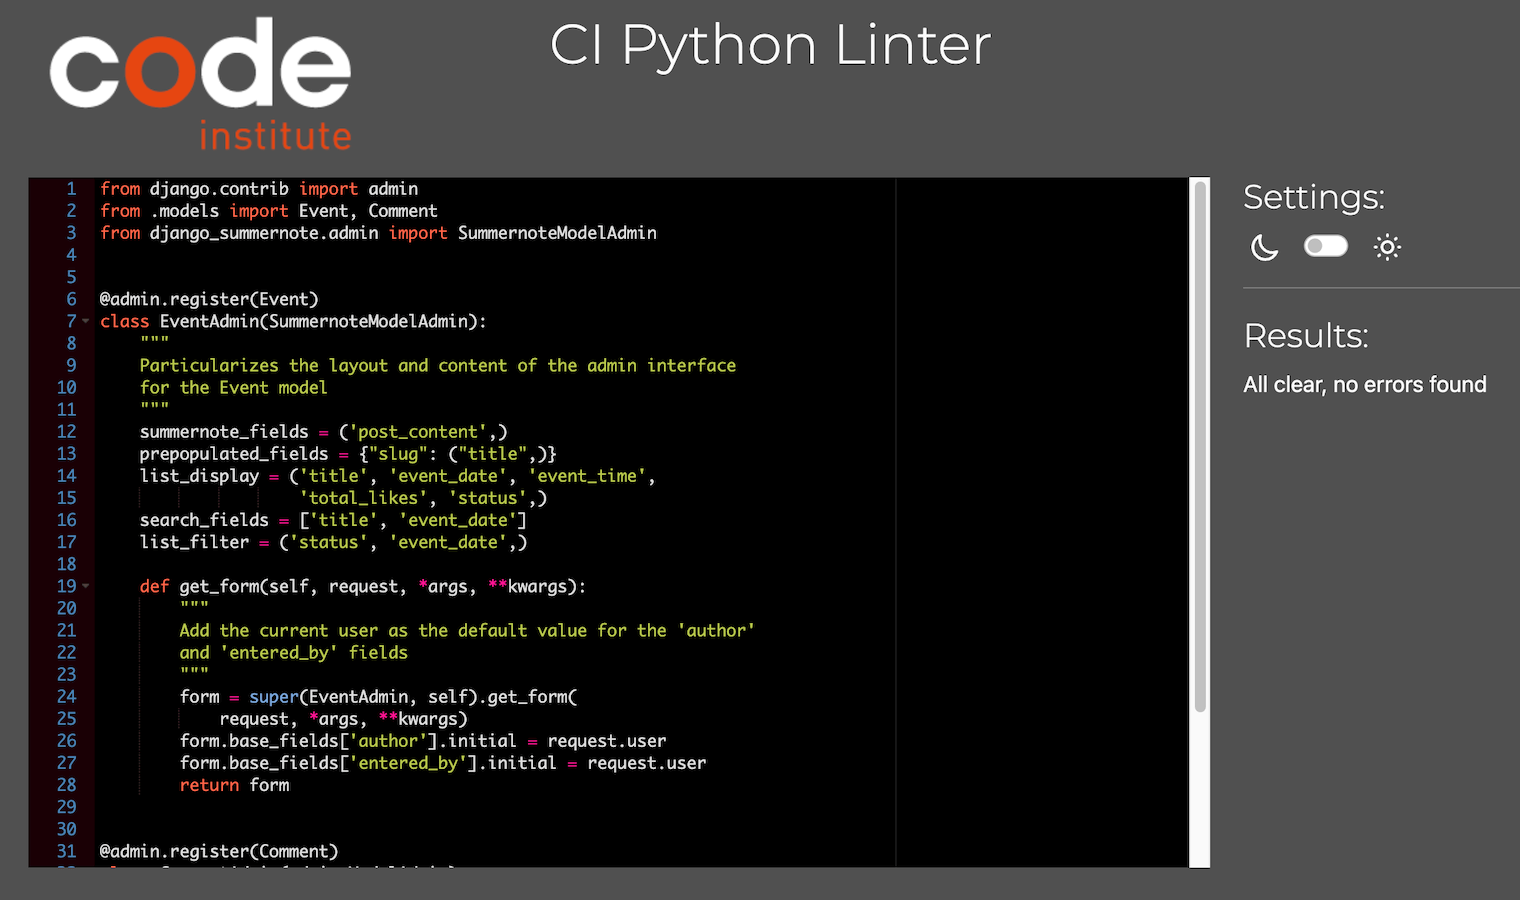 code
institute
CI Python Linter
1 from django.contrib import admin
2 from .models import Event, Comment
3 from django_summernote.admin import SummernoteModelAdmin
4
5
6 @admin.register(Event)
7 class EventAdmin(SummernoteModelAdmin):
8     """
9     Particularizes the layout and content of the admin interface
10     for the Event model
11     """
12     summernote_fields = ('post_content',)
13     prepopulated_fields = {"slug": ("title",)}
14     list_display = ('title', 'event_date', 'event_time',
15                     'total_likes', 'status',)
16     search_fields = ['title', 'event_date']
17     list_filter = ('status', 'event_date',)
18
19     def get_form(self, request, *args, **kwargs):
20         """
21         Add the current user as the default value for the 'author'
22         and 'entered_by' fields
23         """
24         form = super(EventAdmin, self).get_form(
25             request, *args, **kwargs)
26         form.base_fields['author'].initial = request.user
27         form.base_fields['entered_by'].initial = request.user
28         return form
29
30
31 @admin.register(Comment)
Settings:
Results:
All clear, no errors found